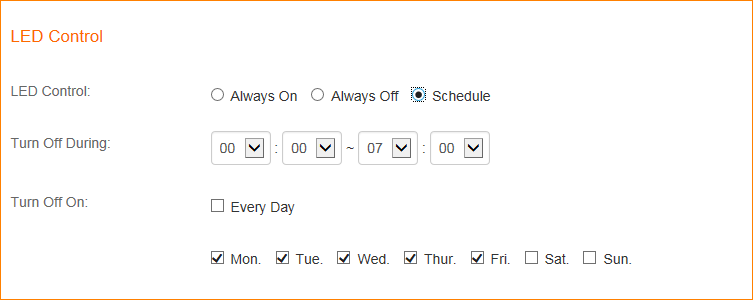 LED Control
LED Control: Always On Always Off Schedule
Turn Off During: 00 : 00 ~ 07 : 00
Turn Off On: Every Day
Mon. Tue. Wed. Thur. Fri. Sat. Sun.